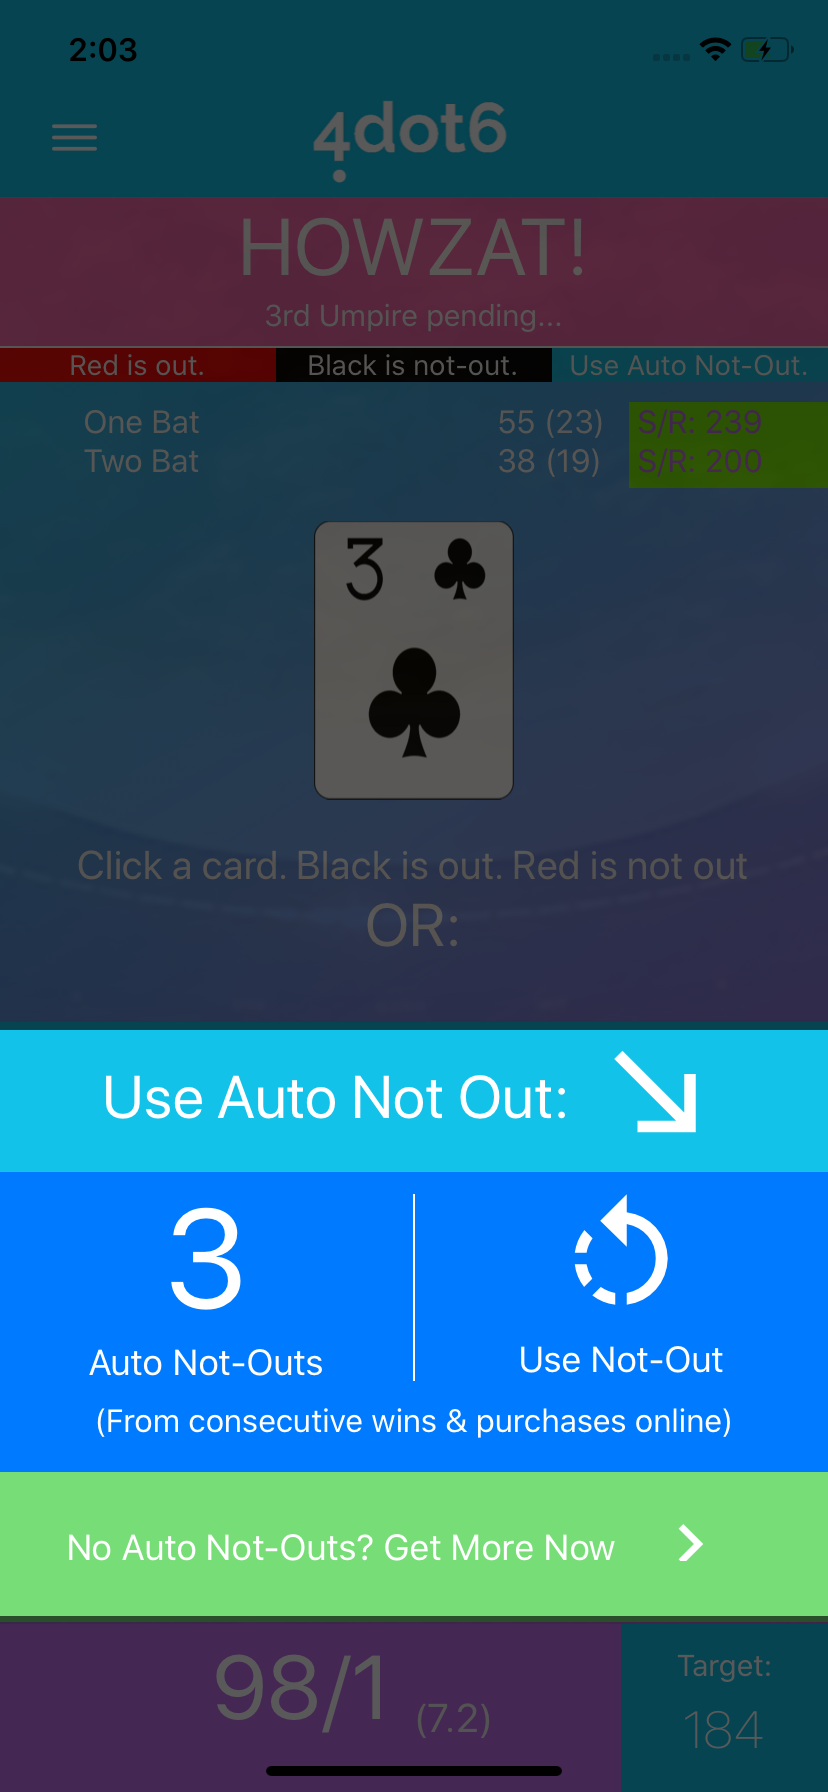 2:03
4dot6
HOWZAT!
3rd Umpire pending...
Red is out. Black is not-out. Use Auto Not-Out.
One Bat 55 (23) S/R: 239
Two Bat 38 (19) S/R: 200
3
Click a card. Black is out. Red is not out
OR:
Use Auto Not Out:
3
Auto Not-Outs Use Not-Out
(From consecutive wins & purchases online)
No Auto Not-Outs? Get More Now
98/1 (7.2)
Target:
184